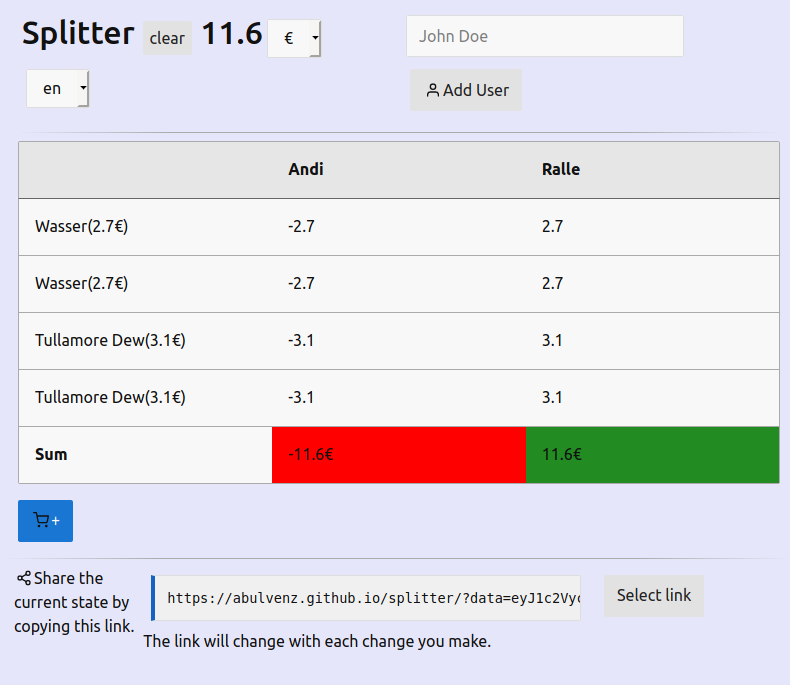 Splitter clear 11.6 €
John Doe
en
Add User
Andi Ralle
Wasser(2.7€) -2.7 2.7
Wasser(2.7€) -2.7 2.7
Tullamore Dew(3.1€) -3.1 3.1
Tullamore Dew(3.1€) -3.1 3.1
Sum -11.6€ 11.6€
+
Share the
current state by
copying this link.
https://abulvenz.github.io/splitter/?data=eyJ1c2Vyc
Select link
The link will change with each change you make.